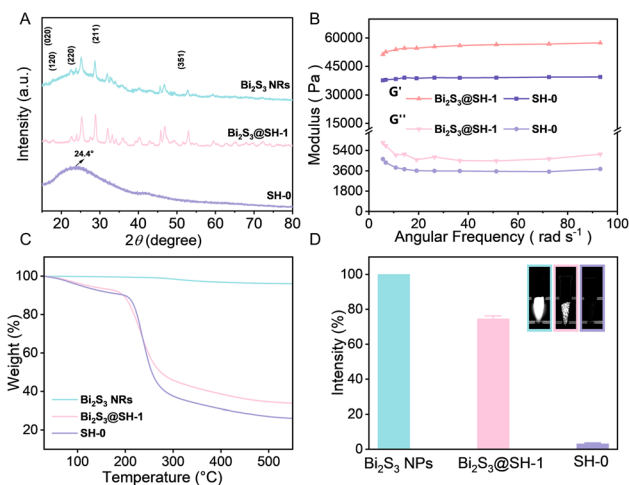 A
(020)
(120)
(220)
(211)
(351)
Bi₂S₃ NRs
Bi₂S₃@SH-1
24.4°
SH-0
Intensity (a.u.)
20 30 40 50 60 70 80
2θ (degree)
B
60000
45000
30000
5400
3600
1800
0
Modulus ( Pa)
G'
Bi₂S₃@SH-1 SH-0
G''
Bi₂S₃@SH-1 SH-0
0 20 40 60 80 100
Angular Frequency ( rad s⁻¹)
C
100
80
60
40
20
Weight (%)
Bi₂S₃ NRs
Bi₂S₃@SH-1
SH-0
100 200 300 400 500
Temperature (°C)
D
100
80
60
40
20
0
Intensity (%)
Bi₂S₃ NPs Bi₂S₃@SH-1 SH-0